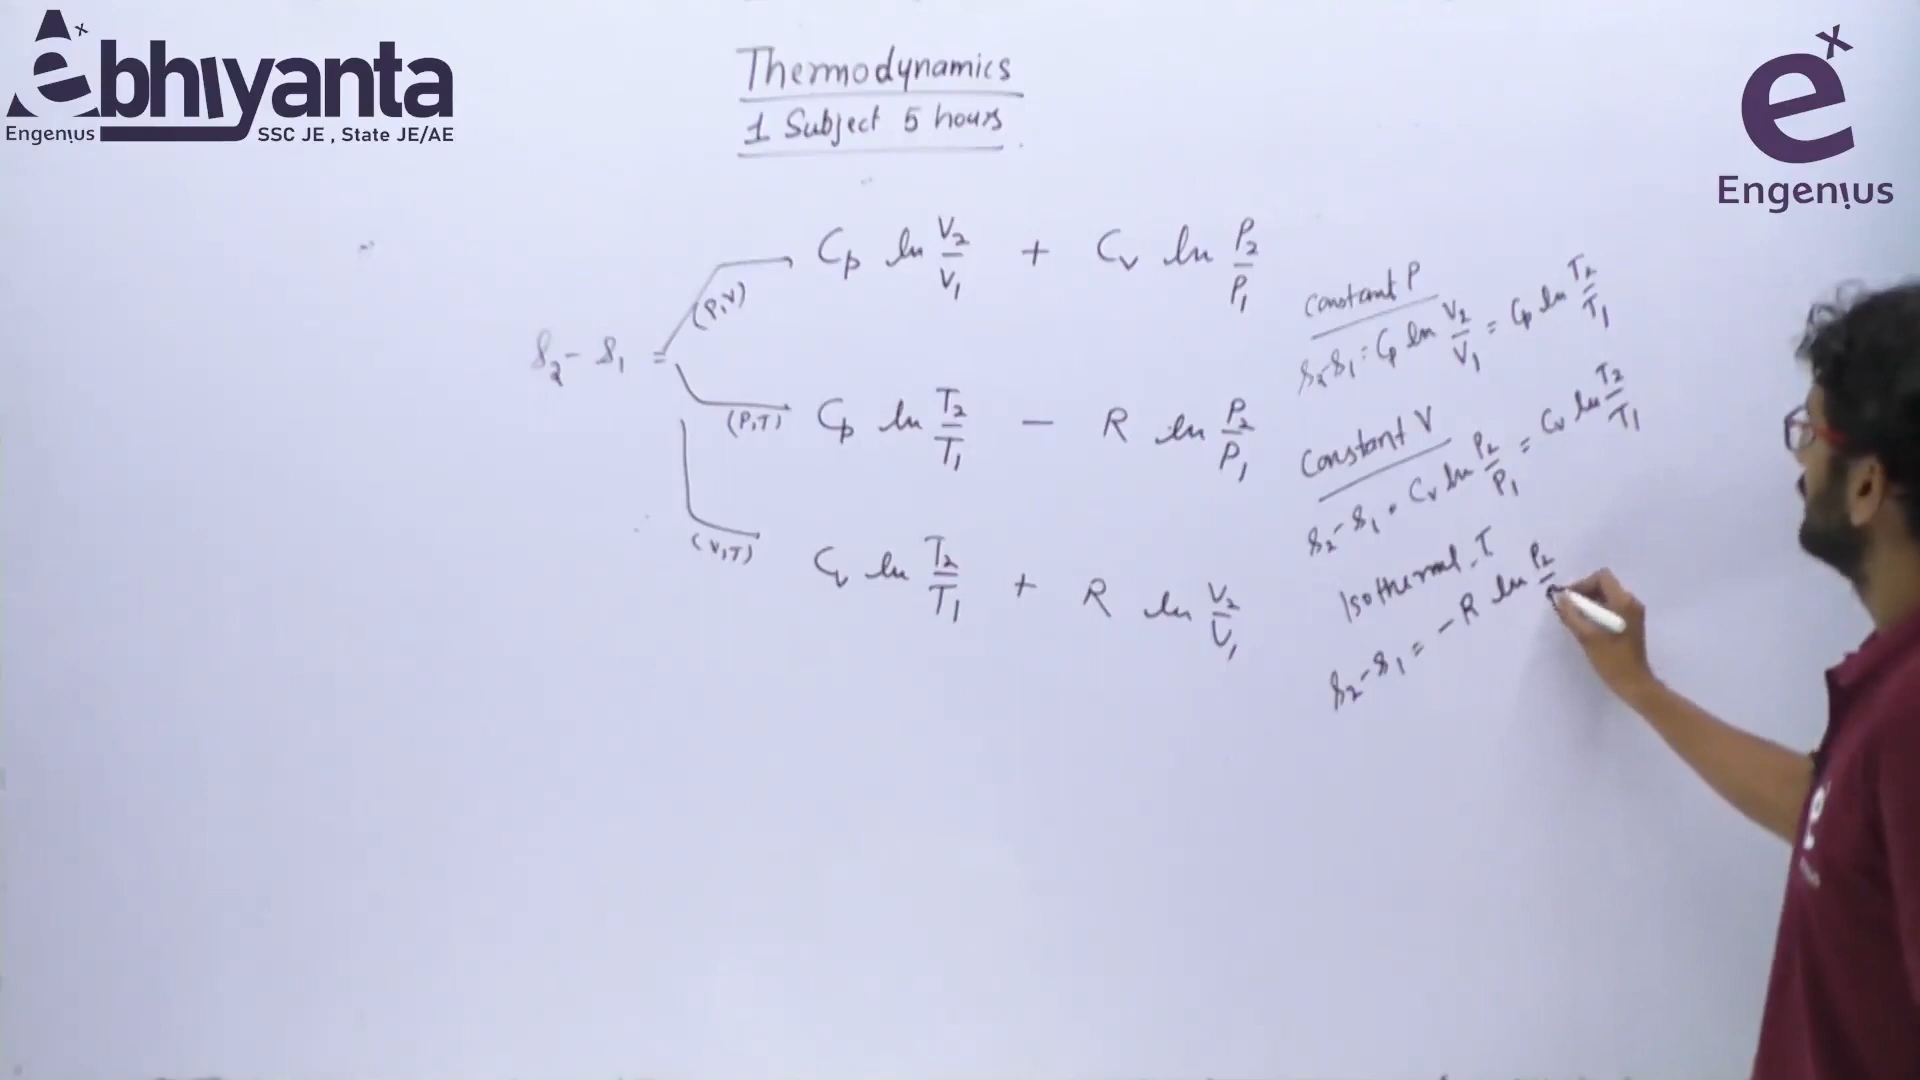 Abhiyanta
Engenius
SSC JE , State JE/AE
ex
Engenius
Thermodynamics
1 Subject 5 hours
S₂ - S₁ =
(P,V) Cp ln V₂/V₁ + Cv ln P₂/P₁
(P,T) Cp ln T₂/T₁ - R ln P₂/P₁
(V,T) Cv ln T₂/T₁ + R ln V₂/V₁
Constant P
S₂-S₁ = Cp ln V₂/V₁ = Cp ln T₂/T₁
Constant V
S₂-S₁ = Cv ln P₂/P₁ = Cv ln T₂/T₁
Isothermal-T
S₂-S₁ = -R ln P₂